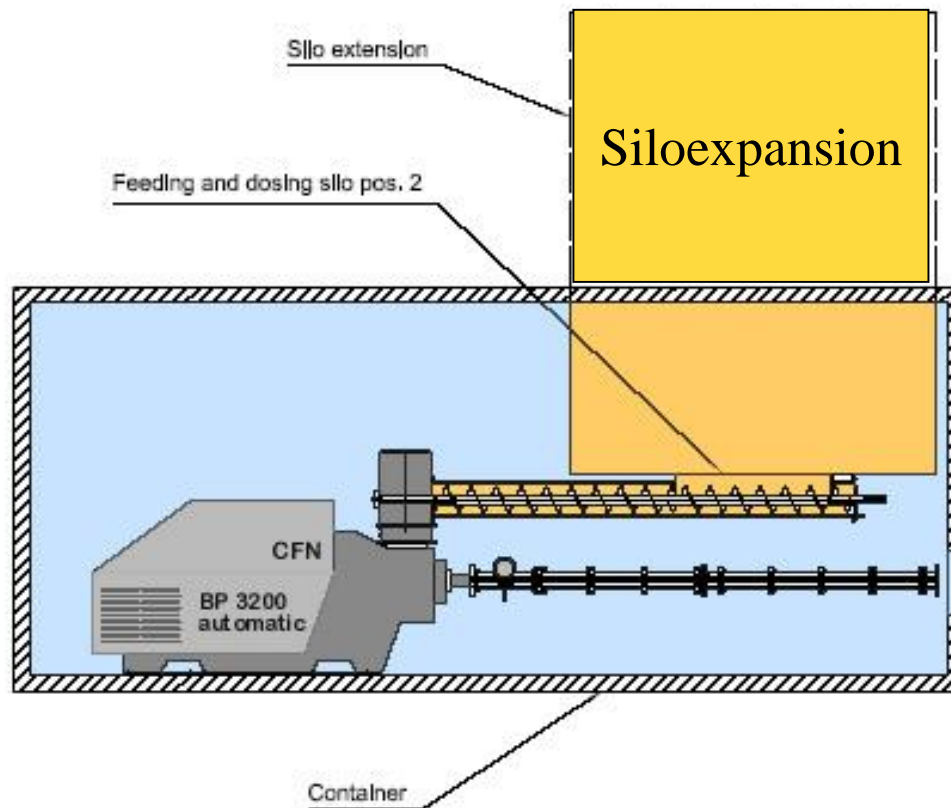 Silo extension
Siloexpansion
Feeding and dosing silo pos. 2
CFN
BP 3200
automatic
Container